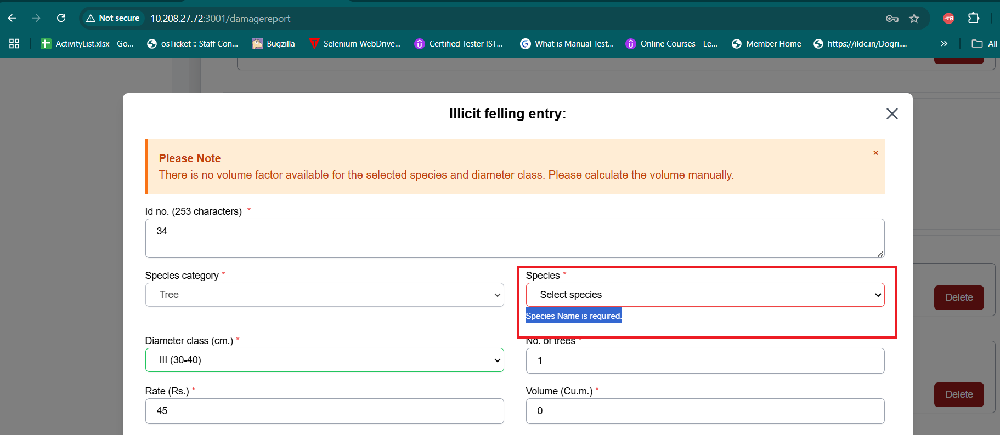 Not secure 10.208.27.72:3001/damagereport
ActivityList.xlsx - Go... osTicket :: Staff Con... Bugzilla Selenium WebDrive... Certified Tester IST... What is Manual Test... Online Courses - Le... Member Home https://ildc.in/Dogri.... » All
Illicit felling entry:
Please Note
There is no volume factor available for the selected species and diameter class. Please calculate the volume manually.
Id no. (253 characters) *
34
Species category * Species *
Tree Select species
Delete
Species Name is required.
Diameter class (cm.) * No. of trees *
III (30-40) 1
Rate (Rs.) * Volume (Cu.m.) *
Delete
45 0